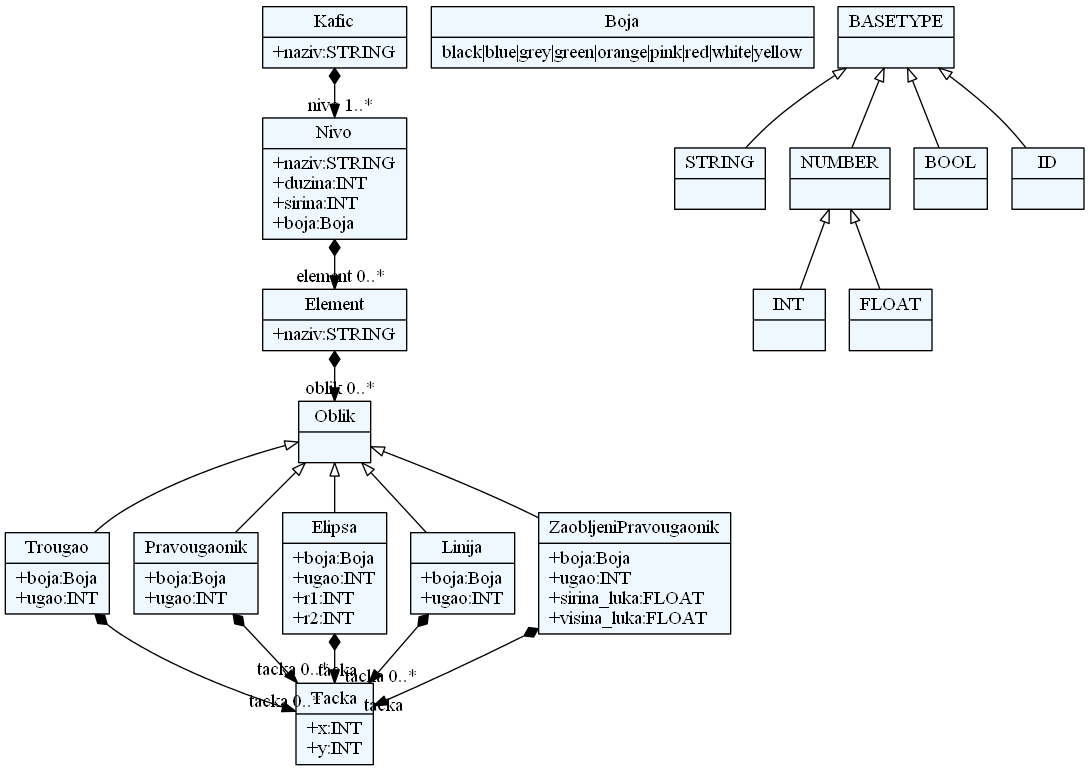 Kafic
+naziv:STRING
Boja
black|blue|grey|green|orange|pink|red|white|yellow
BASETYPE
nivo 1..*
Nivo
+naziv:STRING
+duzina:INT
+sirina:INT
+boja:Boja
STRING
NUMBER
BOOL
ID
element 0..*
Element
+naziv:STRING
INT
FLOAT
oblik 0..*
Oblik
Trougao
+boja:Boja
+ugao:INT
Pravougaonik
+boja:Boja
+ugao:INT
Elipsa
+boja:Boja
+ugao:INT
+r1:INT
+r2:INT
Linija
+boja:Boja
+ugao:INT
ZaobljeniPravougaonik
+boja:Boja
+ugao:INT
+sirina_luka:FLOAT
+visina_luka:FLOAT
tacka 0..*
tacka
tacka 0..*
tacka 0..*
tacka
Tacka
+x:INT
+y:INT